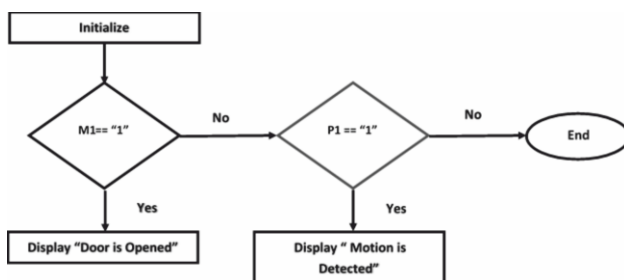 Initialize
M1== “1”
No
P1 == “1”
No
End
Yes
Yes
Display “Door is Opened”
Display “ Motion is
Detected”